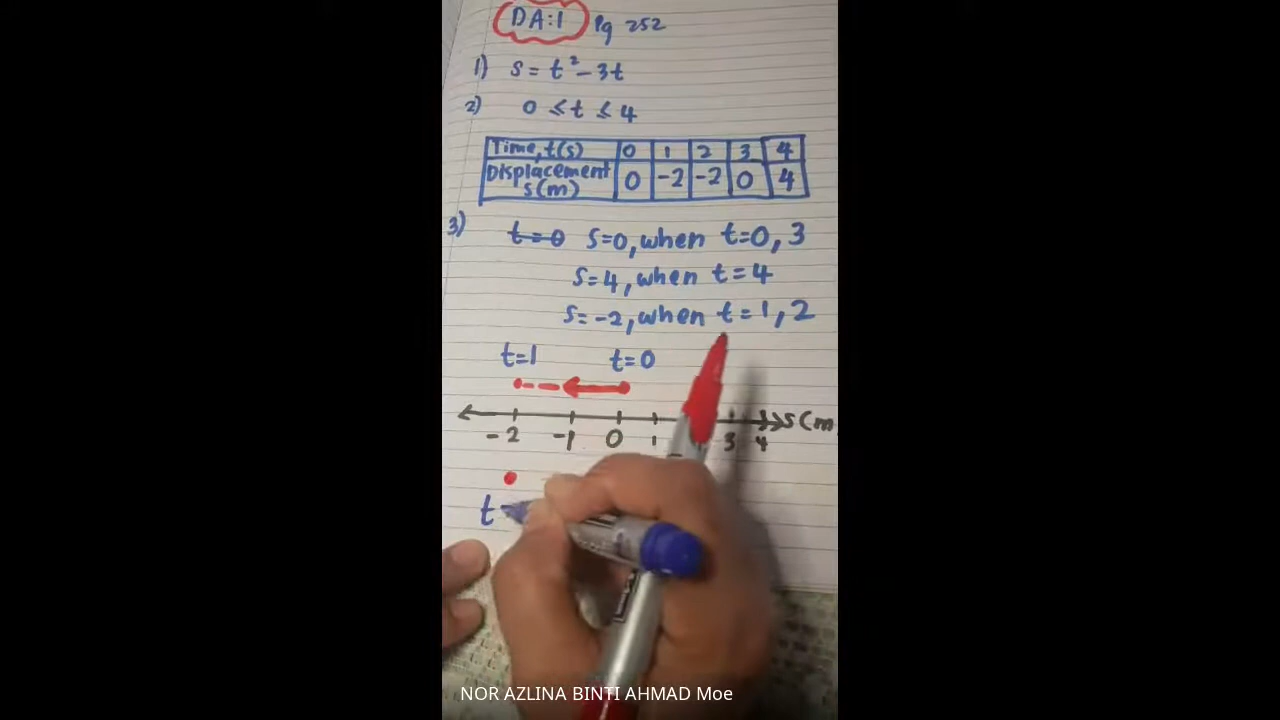 DA:1 Pg 252
1) s = t² - 3t
2) 0 ≤ t ≤ 4
Time, t(s) 0 1 2 3 4
Displacement s(m) 0 -2 -2 0 4
3) t=0 s=0, when t=0, 3
s=4, when t=4
s=-2, when t=1, 2
t=1 t=0
-2 -1 0 1 3 4 s(m
t
NOR AZLINA BINTI AHMAD Moe